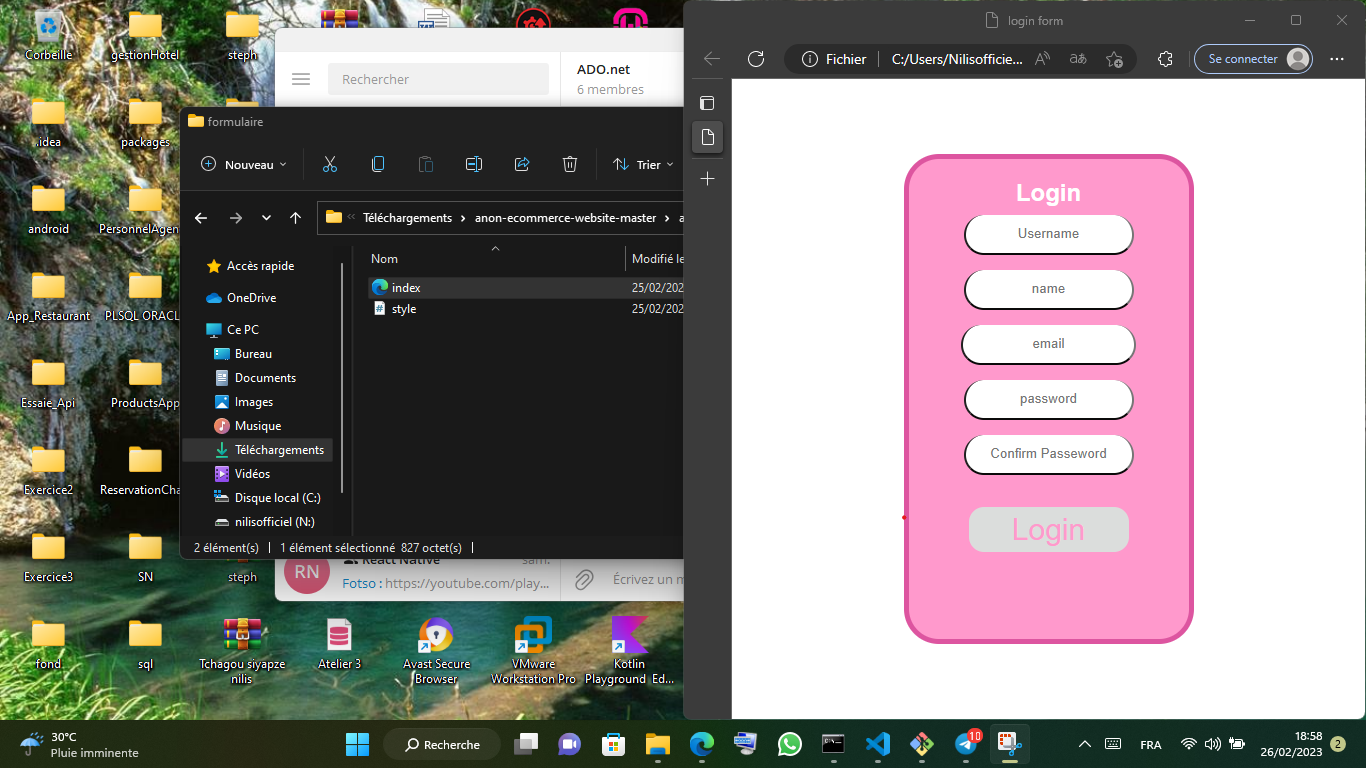 Corbeille
gestionHotel
steph
.idea
packages
android
PersonnelAgen
App_Restaurant
PLSQL ORACL
Essaie_Api
ProductsApp
Exercice2
ReservationCha
Exercice3
SN
steph
fond
sql
Tchagou siyapze
nilis
Atelier 3
Avast Secure
Browser
VMware
Workstation Pro
Kotlin
Playground_Ed...
Rechercher
ADO.net
6 membres
formulaire
Nouveau
Trier
Téléchargements
anon-ecommerce-website-master
a
Nom
Modifié le
Accès rapide
OneDrive
Ce PC
Bureau
Documents
Images
Musique
Téléchargements
Vidéos
Disque local (C:)
nilisofficiel (N:)
index
25/02/202
style
25/02/202
2 élément(s)
1 élément sélectionné 827 octet(s)
RN
React Native
sam.
Fotso : https://youtube.com/play...
Écrivez un m
login form
Fichier
C:/Users/Nilisofficie...
Se connecter
Login
Username
name
email
password
Confirm Passeword
Login
30°C
Pluie imminente
Recherche
10
FRA
18:58
26/02/2023
2